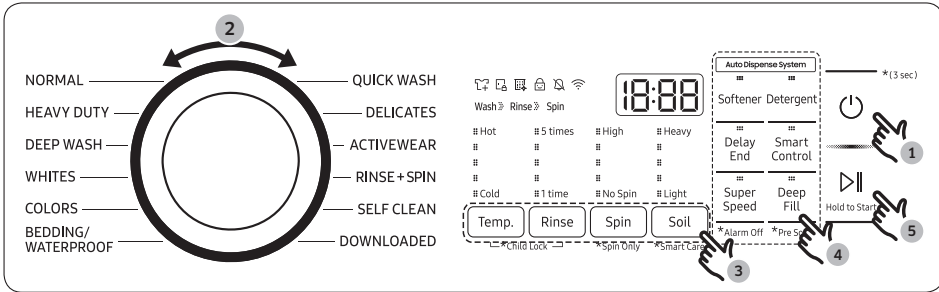 2
NORMAL
HEAVY DUTY
DEEP WASH
WHITES
COLORS
BEDDING/
WATERPROOF
QUICK WASH
DELICATES
ACTIVEWEAR
RINSE + SPIN
SELF CLEAN
DOWNLOADED
Wash Rinse Spin
18:88
Hot 5 times High Heavy
Cold 1 time No Spin Light
Temp. Rinse Spin Soil
*Child Lock *Spin Only *Smart Care
3
Auto Dispense System
Softener Detergent
Delay Smart
End Control
Super Deep
Speed Fill
*Alarm Off *Pre
4
*(3 sec)
1
Hold to Start
5